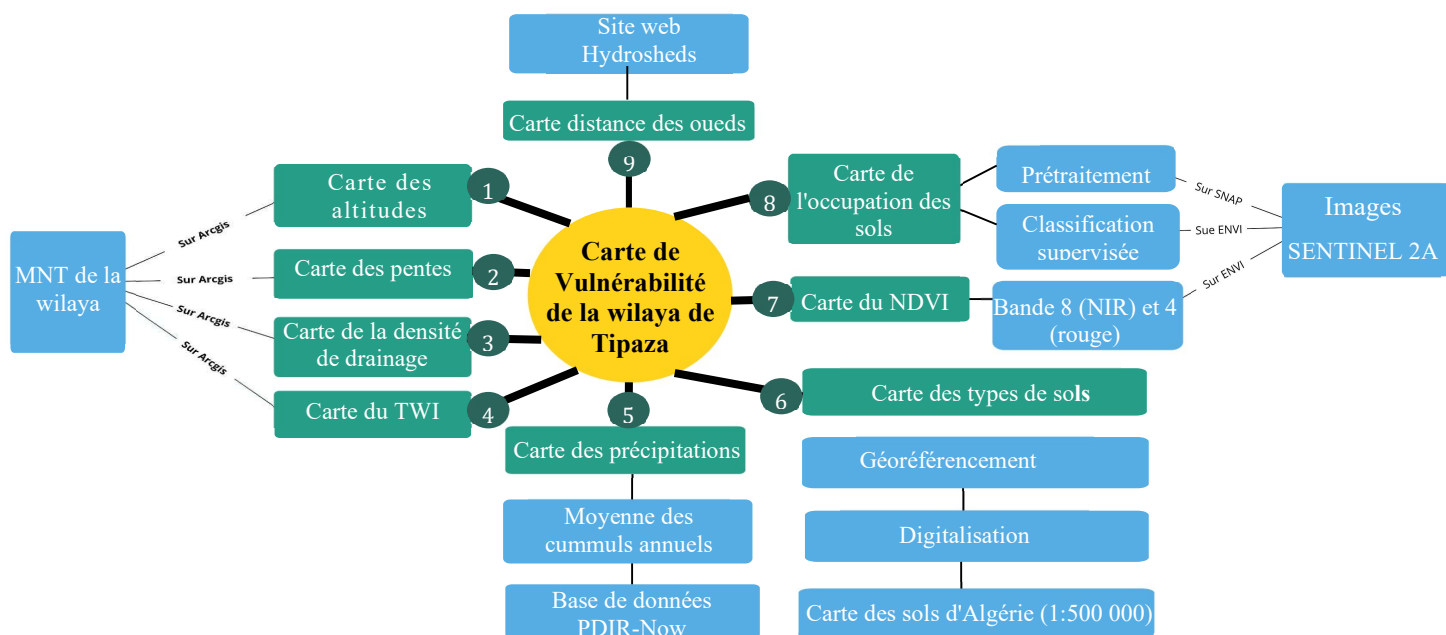 Site web
Hydrosheds
Carte distance des oueds
9
Carte des
altitudes
1
Carte de
l'occupation des
sols
8
Prétraitement
Sur SNAP
Images
SENTINEL 2A
Classification
supervisée
Sue ENVI
Sur ENVI
MNT de la
wilaya
Sur Arcgis
Sur Arcgis
Sur Arcgis
Sur Arcgis
Carte des pentes
2
Carte de
Vulnérabilité
de la wilaya de
Tipaza
7
Carte du NDVI
Bande 8 (NIR) et 4
(rouge)
Carte de la densité
de drainage
3
Carte du TWI
4
5
6
Carte des types de sols
Carte des précipitations
Moyenne des
cummuls annuels
Base de données
PDIR-Now
Géoréférencement
Digitalisation
Carte des sols d'Algérie (1:500 000)